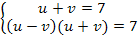 u + v = 7
(u − v)(u + v) = 7